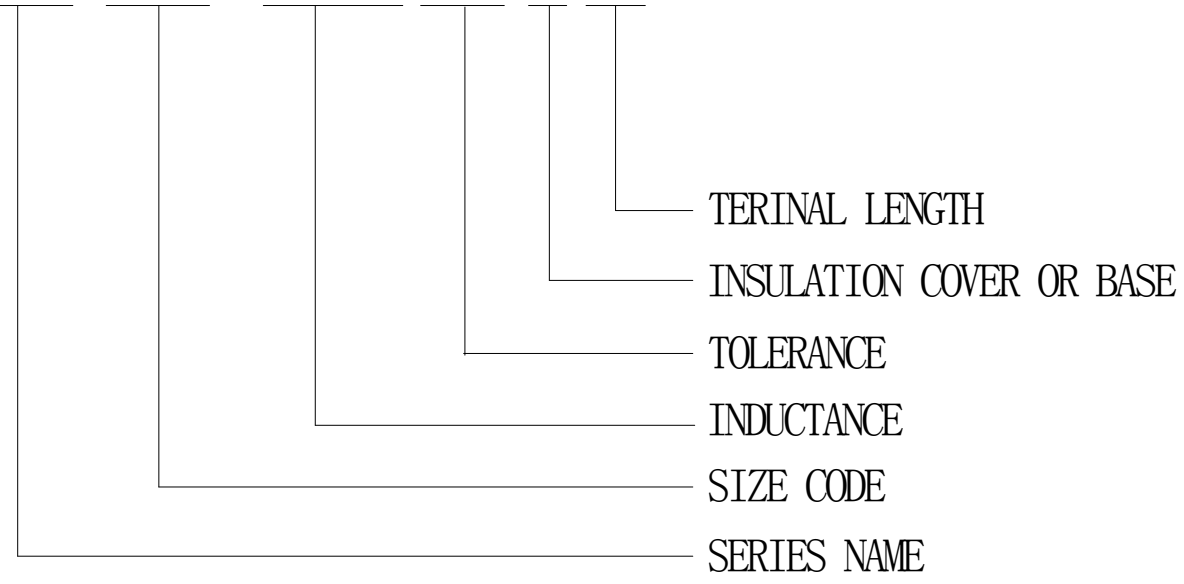 TERINAL LENGTH
INSULATION COVER OR BASE
TOLERANCE
INDUCTANCE
SIZE CODE
SERIES NAME